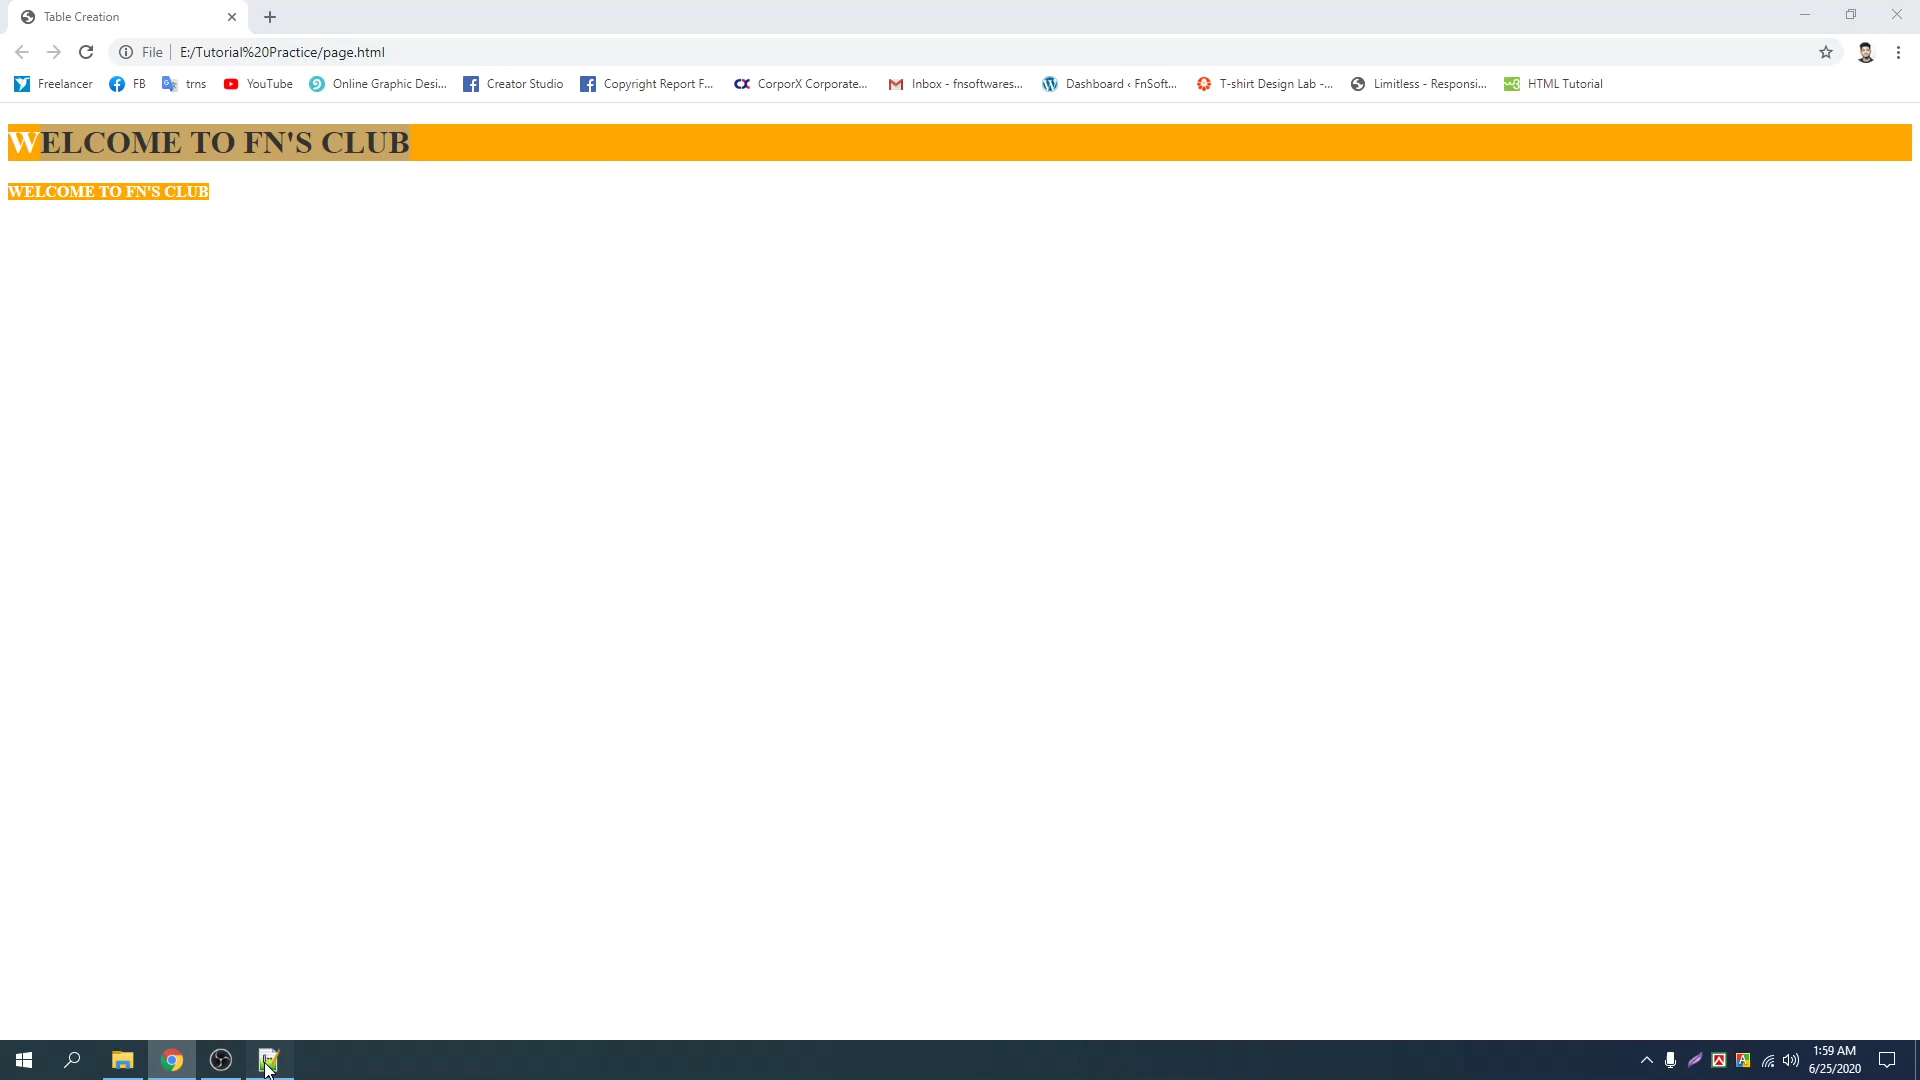 Table Creation
File E:/Tutorial%20Practice/page.html
Freelancer FB trns YouTube Online Graphic Desi... Creator Studio Copyright Report F... CX CorporX Corporate... Inbox - fnsoftwares... Dashboard ‹ FnSoft... T-shirt Design Lab -... Limitless - Responsi... HTML Tutorial
WELCOME TO FN'S CLUB
WELCOME TO FN'S CLUB
1:59 AM
6/25/2020